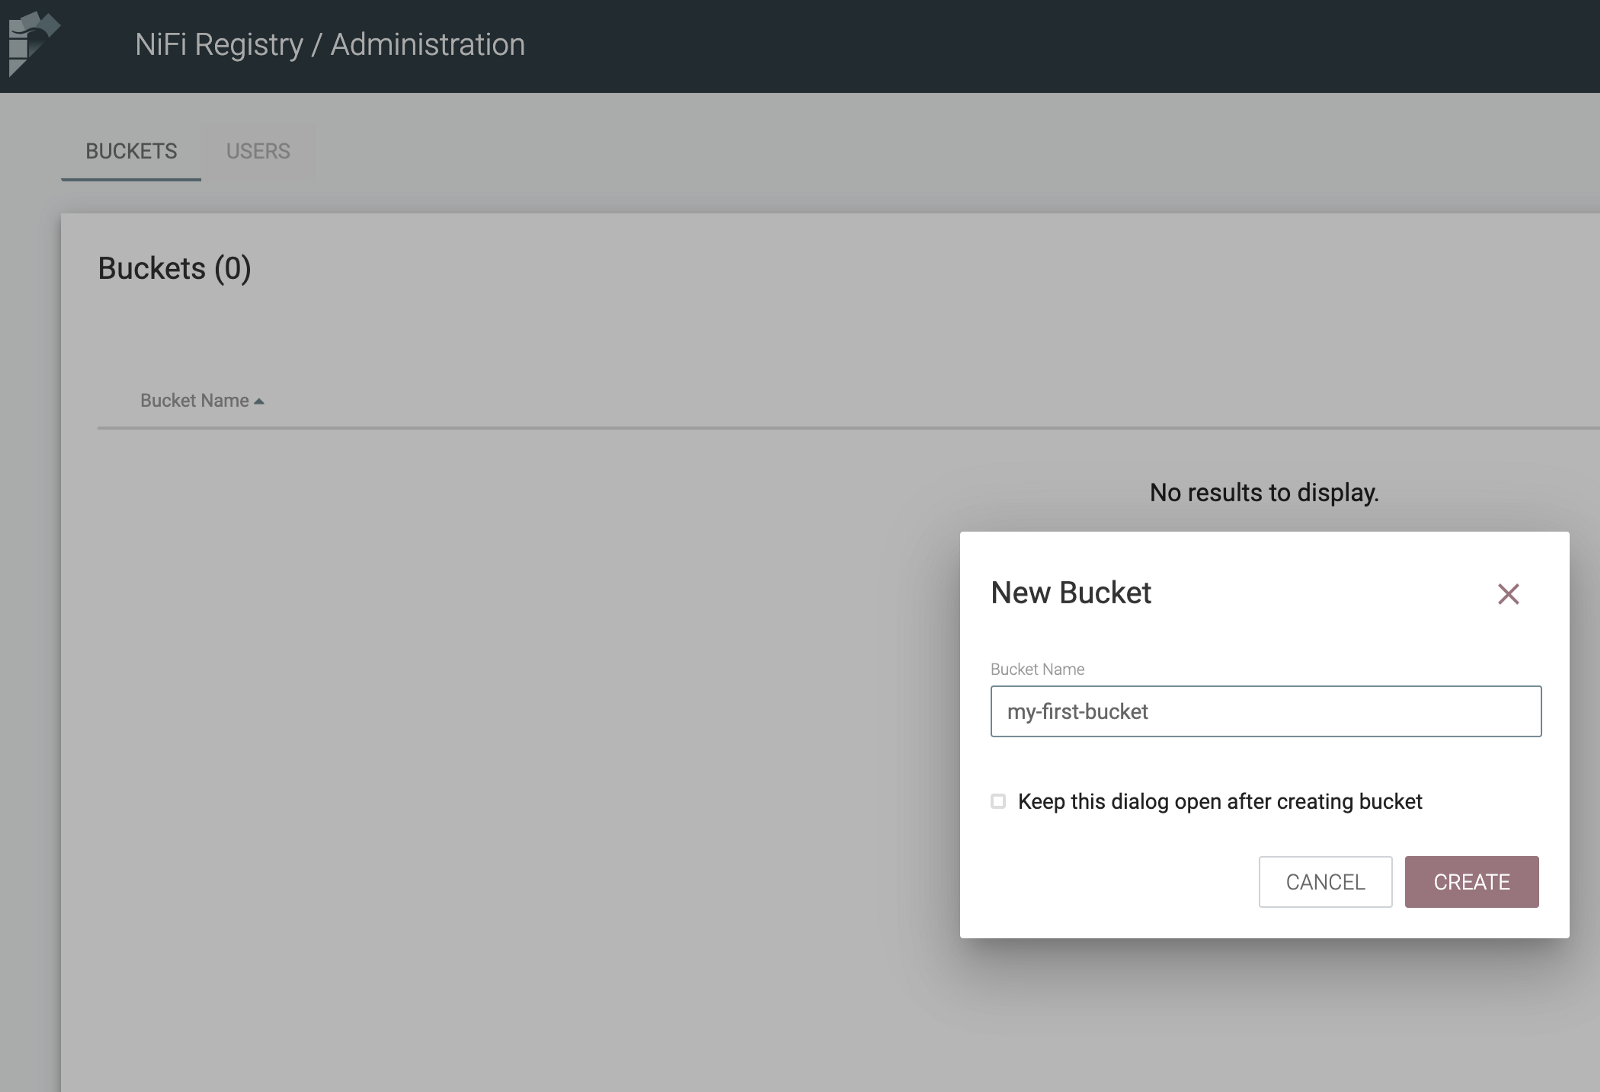 NiFi Registry / Administration
BUCKETS USERS
Buckets (0)
Bucket Name
No results to display.
New Bucket
Bucket Name
my-first-bucket
Keep this dialog open after creating bucket
CANCEL CREATE